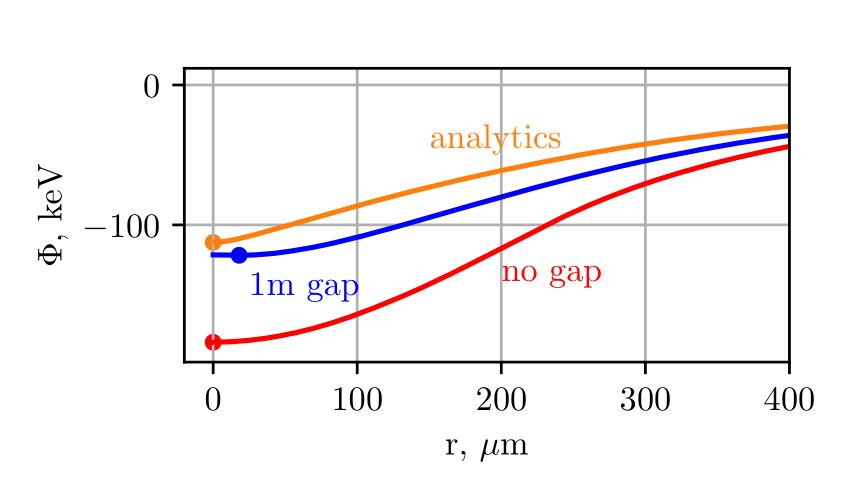 0
−100
Φ, keV
analytics
1m gap
no gap
0 100 200 300 400
r, μm